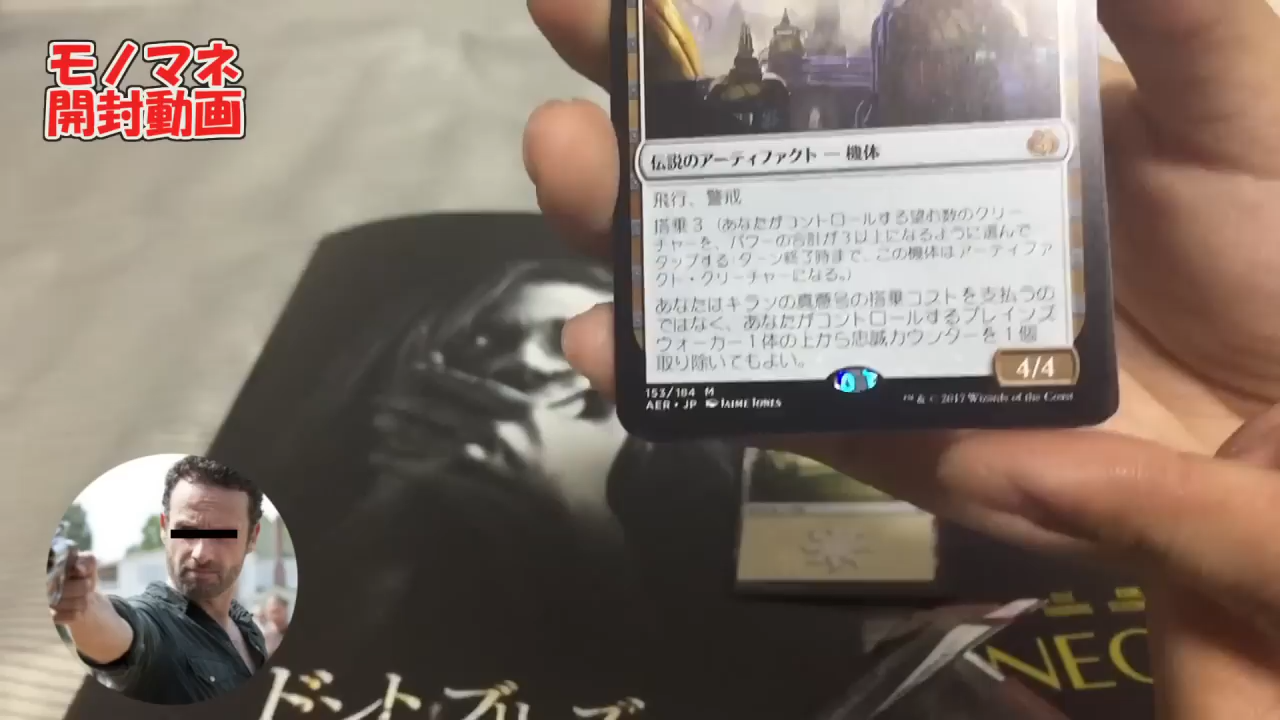 モノマネ
開封動画
伝説のアーティファクト — 機体
飛行、警戒
搭乗3（あなたがコントロールする望む数のクリー
チャーを、パワーの合計が3以上になるように選んで
タップする:ターン終了時まで、この機体はアーティファ
クト・クリーチャーになる。）
あなたはキランの真意号の搭乗コストを支払うの
ではなく、あなたがコントロールするプレインズ
ウォーカー1体の上から忠誠カウンターを1個
取り除いてもよい。
4/4
153/184 M
AER • JP JAIME JONES
™ & © 2017 Wizards of the Coast
NEO
ドント・ブリーズ